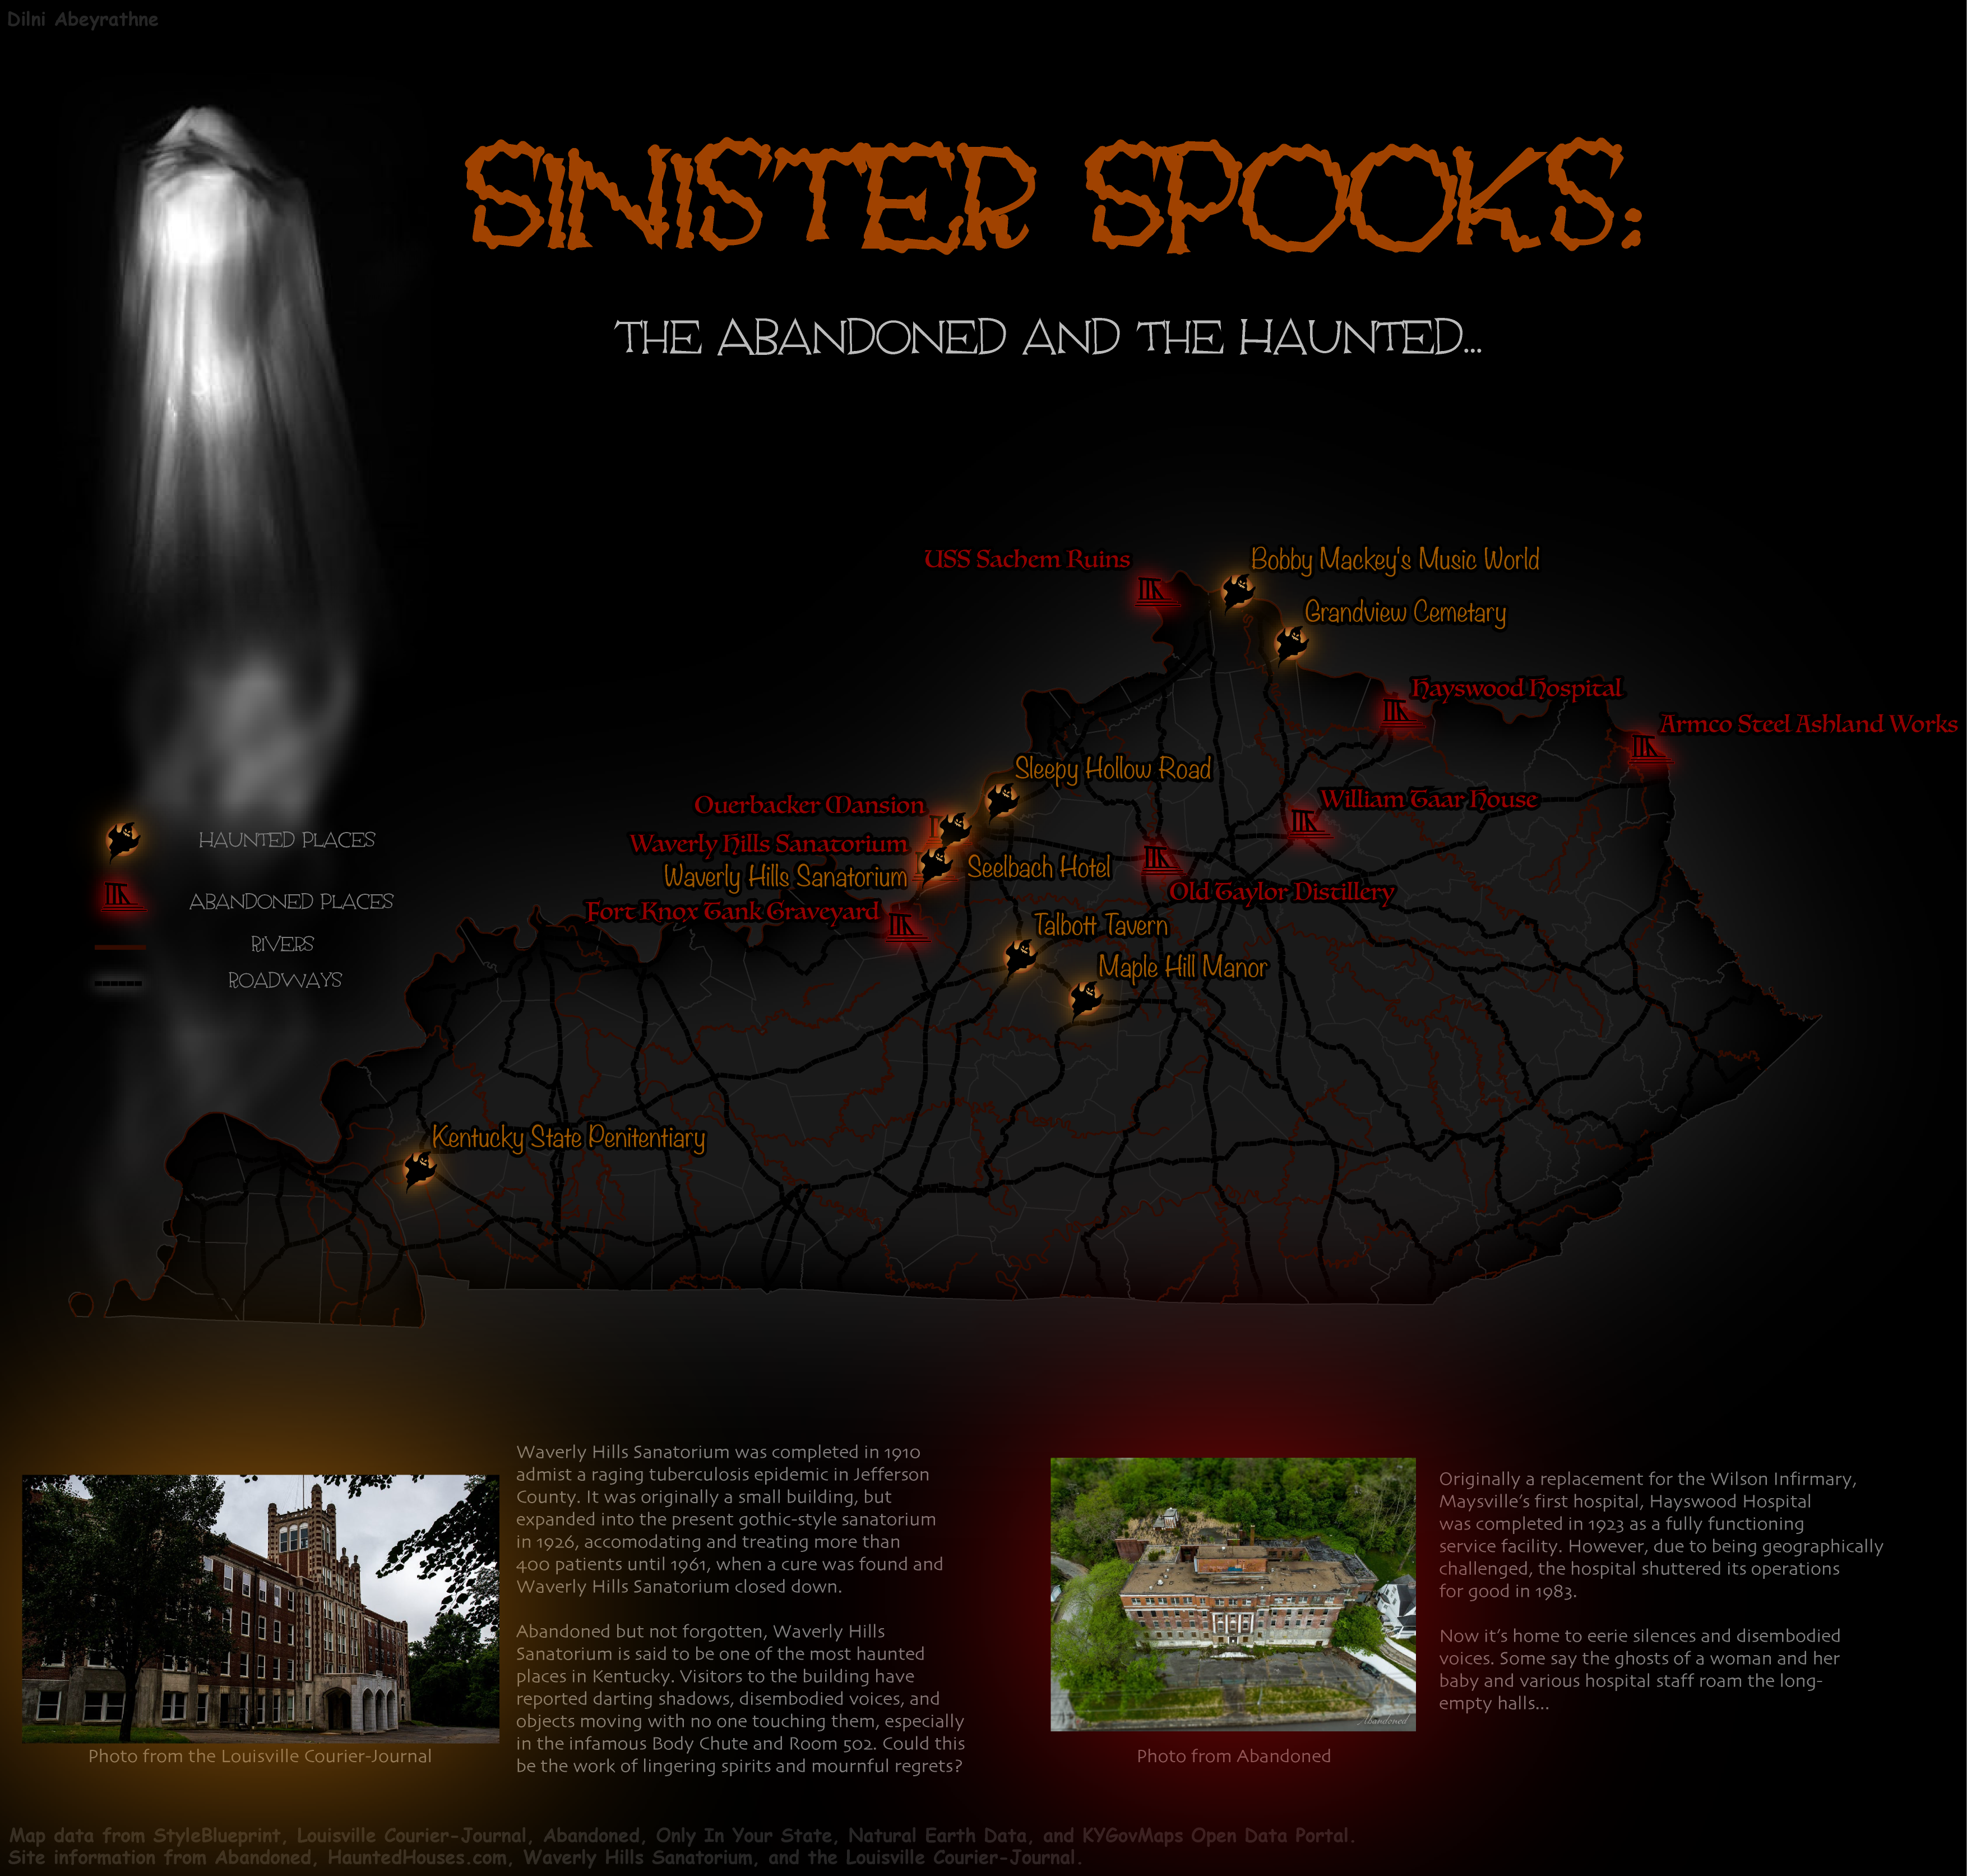 Dilni Abeyrathne
SINISTER SPOOKS:
THE ABANDONED AND THE HAUNTED...
USS Sachem Ruins
Bobby Mackey's Music World
Grandview Cemetary
Hayswood Hospital
Armco Steel Ashland Works
Sleepy Hollow Road
Ouerbacker Mansion
William Taar House
Waverly Hills Sanatorium
Waverly Hills Sanatorium
Seelbach Hotel
Old Taylor Distillery
Fort Knox Tank Graveyard
Talbott Tavern
Maple Hill Manor
Kentucky State Penitentiary
HAUNTED PLACES
ABANDONED PLACES
RIVERS
ROADWAYS
Waverly Hills Sanatorium was completed in 1910
admist a raging tuberculosis epidemic in Jefferson
County. It was originally a small building, but
expanded into the present gothic-style sanatorium
in 1926, accomodating and treating more than
400 patients until 1961, when a cure was found and
Waverly Hills Sanatorium closed down.
Abandoned but not forgotten, Waverly Hills
Sanatorium is said to be one of the most haunted
places in Kentucky. Visitors to the building have
reported darting shadows, disembodied voices, and
objects moving with no one touching them, especially
in the infamous Body Chute and Room 502. Could this
be the work of lingering spirits and mournful regrets?
Photo from the Louisville Courier-Journal
Originally a replacement for the Wilson Infirmary,
Maysville's first hospital, Hayswood Hospital
was completed in 1923 as a fully functioning
service facility. However, due to being geographically
challenged, the hospital shuttered its operations
for good in 1983.
Now it's home to eerie silences and disembodied
voices. Some say the ghosts of a woman and her
baby and various hospital staff roam the long-
empty halls...
Abandoned
Photo from Abandoned
Map data from StyleBlueprint, Louisville Courier-Journal, Abandoned, Only In Your State, Natural Earth Data, and KYGovMaps Open Data Portal.
Site information from Abandoned, HauntedHouses.com, Waverly Hills Sanatorium, and the Louisville Courier-Journal.